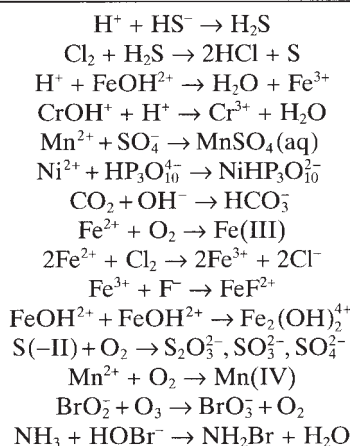 H⁺ + HS⁻ → H₂S
Cl₂ + H₂S → 2HCl + S
H⁺ + FeOH²⁺ → H₂O + Fe³⁺
CrOH⁺ + H⁺ → Cr³⁺ + H₂O
Mn²⁺ + SO₄⁻ → MnSO₄(aq)
Ni²⁺ + HP₃O₁₀⁴⁻ → NiHP₃O₁₀²⁻
CO₂ + OH⁻ → HCO₃⁻
Fe²⁺ + O₂ → Fe(III)
2Fe²⁺ + Cl₂ → 2Fe³⁺ + 2Cl⁻
Fe³⁺ + F⁻ → FeF²⁺
FeOH²⁺ + FeOH²⁺ → Fe₂(OH)₂⁴⁺
S(−II) + O₂ → S₂O₃²⁻, SO₃²⁻, SO₄²⁻
Mn²⁺ + O₂ → Mn(IV)
BrO₂⁻ + O₃ → BrO₃⁻ + O₂
NH₃ + HOBr⁻ → NH₂Br + H₂O